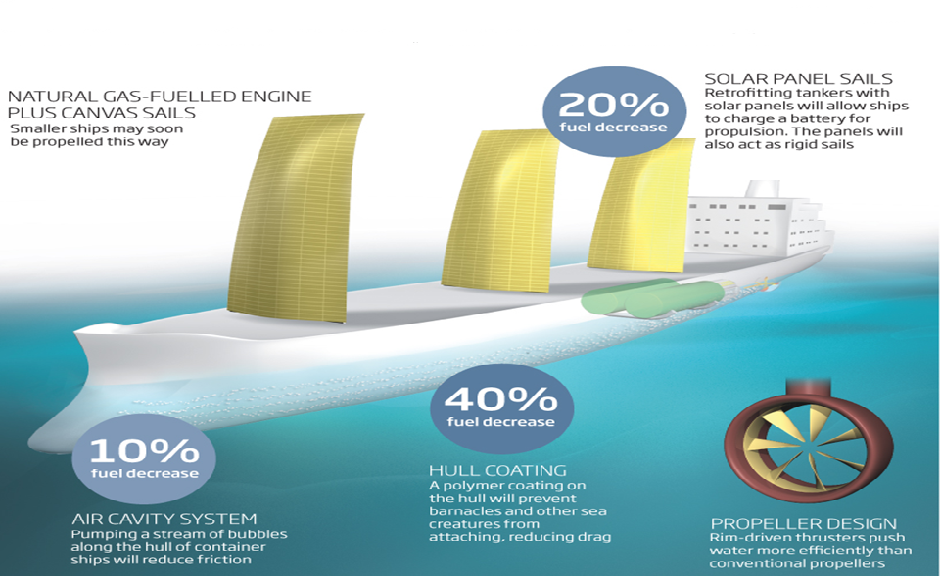 NATURAL GAS-FUELLED ENGINE
PLUS CANVAS SAILS
Smaller ships may soon
be propelled this way
20%
fuel decrease
SOLAR PANEL SAILS
Retrofitting tankers with
solar panels will allow ships
to charge a battery for
propulsion. The panels will
also act as rigid sails
10%
fuel decrease
AIR CAVITY SYSTEM
Pumping a stream of bubbles
along the hull of container
ships will reduce friction
40%
fuel decrease
HULL COATING
A polymer coating on
the hull will prevent
barnacles and other sea
creatures from
attaching, reducing drag
PROPELLER DESIGN
Rim-driven thrusters push
water more efficiently than
conventional propellers